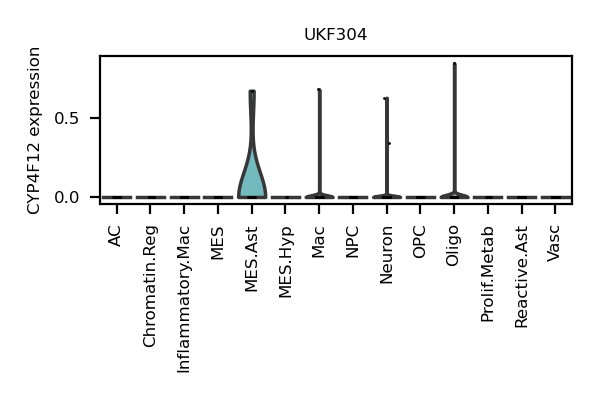 UKF304
CYP4F12 expression
0.5
0.0
AC
Chromatin.Reg
Inflammatory.Mac
MES
MES.Ast
MES.Hyp
Mac
NPC
Neuron
OPC
Oligo
Prolif.Metab
Reactive.Ast
Vasc